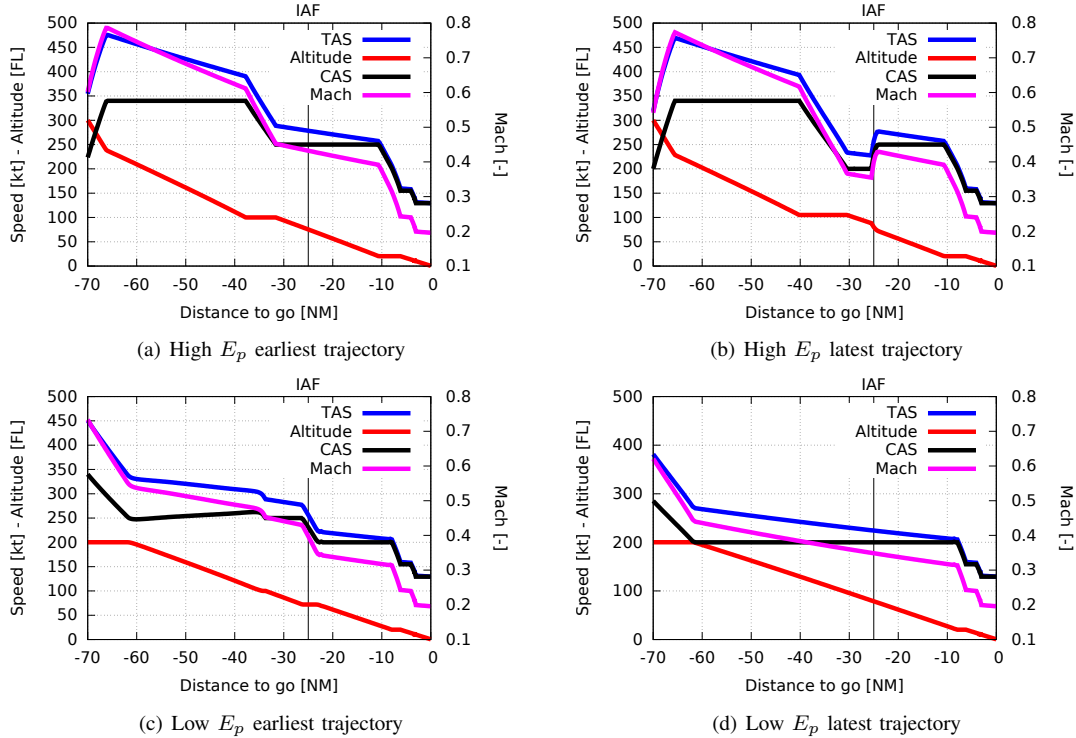 IAF
IAF
500
450
400
350
300
250
200
150
100
50
0
Speed [kt] - Altitude [FL]
TAS
Altitude
CAS
Mach
0.8
0.7
0.6
0.5
0.4
0.3
0.2
0.1
Mach [-]
-70 -60 -50 -40 -30 -20 -10 0
Distance to go [NM]
(a) High Ep earliest trajectory
500
450
400
350
300
250
200
150
100
50
0
Speed [kt] - Altitude [FL]
TAS
Altitude
CAS
Mach
0.8
0.7
0.6
0.5
0.4
0.3
0.2
0.1
Mach [-]
-70 -60 -50 -40 -30 -20 -10 0
Distance to go [NM]
(b) High Ep latest trajectory
IAF
500
450
400
350
300
250
200
150
100
50
0
Speed [kt] - Altitude [FL]
TAS
Altitude
CAS
Mach
0.8
0.7
0.6
0.5
0.4
0.3
0.2
0.1
Mach [-]
-70 -60 -50 -40 -30 -20 -10 0
Distance to go [NM]
(c) Low Ep earliest trajectory
IAF
500
450
400
350
300
250
200
150
100
50
0
Speed [kt] - Altitude [FL]
TAS
Altitude
CAS
Mach
0.8
0.7
0.6
0.5
0.4
0.3
0.2
0.1
Mach [-]
-70 -60 -50 -40 -30 -20 -10 0
Distance to go [NM]
(d) Low Ep latest trajectory